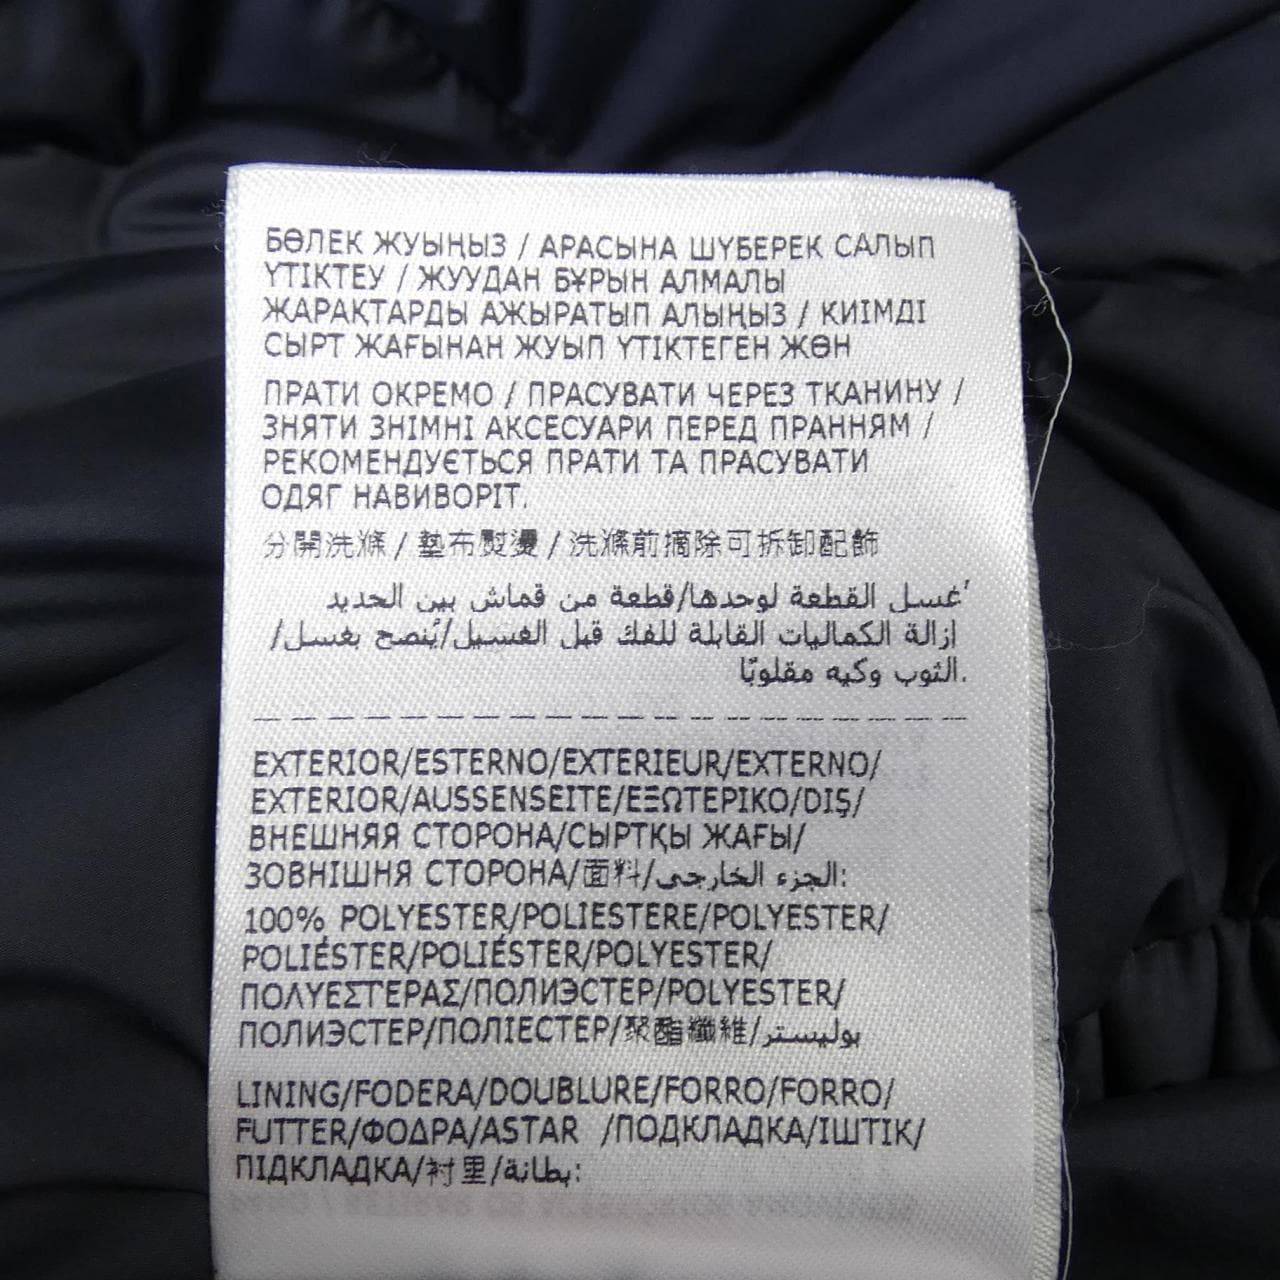 БӨЛЕК ЖУЫҢЫЗ / АРАСЫНА ШҮБЕРЕК САЛЫП
ҮТІКТЕУ / ЖУУДАН БҰРЫН АЛМАЛЫ
ЖАРАҚТАРДЫ АЖЫРАТЫП АЛЫҢЫЗ / КИІМДІ
СЫРТ ЖАҒЫНАН ЖУЫП ҮТІКТЕГЕН ЖӨН
ПРАТИ ОКРЕМО / ПРАСУВАТИ ЧЕРЕЗ ТКАНИНУ /
ЗНЯТИ ЗНІМНІ АКСЕСУАРИ ПЕРЕД ПРАННЯМ /
РЕКОМЕНДУЄТЬСЯ ПРАТИ ТА ПРАСУВАТИ
ОДЯГ НАВИВОРІТ.
分開洗滌 / 墊布熨燙 / 洗滌前摘除可拆卸配飾
غسل القطعة لوحدها/قطعة من قماش بين الحديد'
إزالة الكماليات القابلة للفك قبل الغسيل/يُنصح بغسل/
الثوب وكيه مقلوبًا.
EXTERIOR/ESTERNO/EXTERIEUR/EXTERNO/
EXTERIOR/AUSSENSEITE/ΕΞΩΤΕΡΙΚΟ/DIŞ/
ВНЕШНЯЯ СТОРОНА/СЫРТҚЫ ЖАҒЫ/
ЗОВНІШНЯ СТОРОНА/面料/الجزء الخارجي:
100% POLYESTER/POLIESTERE/POLYESTER/
POLIÉSTER/POLIÉSTER/POLYESTER/
ΠΟΛΥΕΣΤΕΡΑΣ/ПОЛИЭСТЕР/POLYESTER/
ПОЛИЭСТЕР/ПОЛІЕСТЕР/聚酯纖維/بوليستر
LINING/FODERA/DOUBLURE/FORRO/FORRO/
FUTTER/ΦΟΔΡΑ/ASTAR /ПОДКЛАДКА/ІШТІК/
ПІДКЛАДКА/衬里/بطانة: